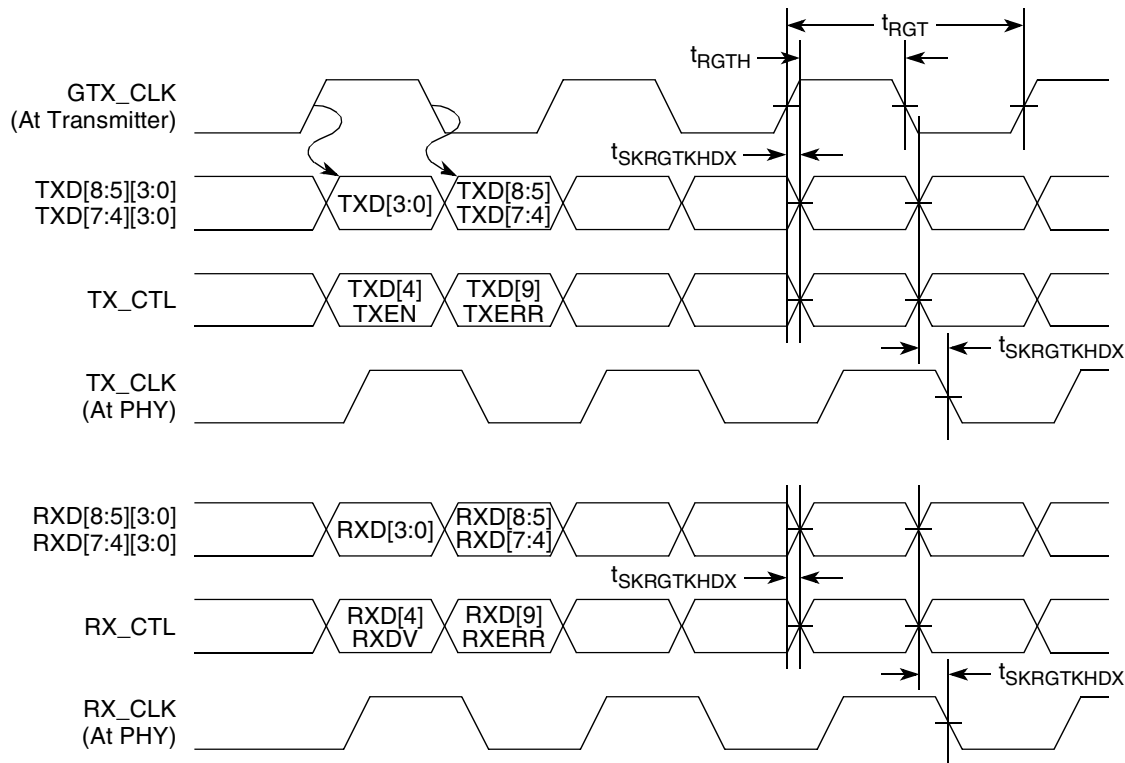 tRGT
tRGTH
GTX_CLK
(At Transmitter)
tSKRGTKHDX
TXD[8:5][3:0]
TXD[7:4][3:0]
TXD[3:0]
TXD[8:5]
TXD[7:4]
TX_CTL
TXD[4]
TXEN
TXD[9]
TXERR
tSKRGTKHDX
TX_CLK
(At PHY)
RXD[8:5][3:0]
RXD[7:4][3:0]
RXD[3:0]
RXD[8:5]
RXD[7:4]
tSKRGTKHDX
RX_CTL
RXD[4]
RXDV
RXD[9]
RXERR
tSKRGTKHDX
RX_CLK
(At PHY)